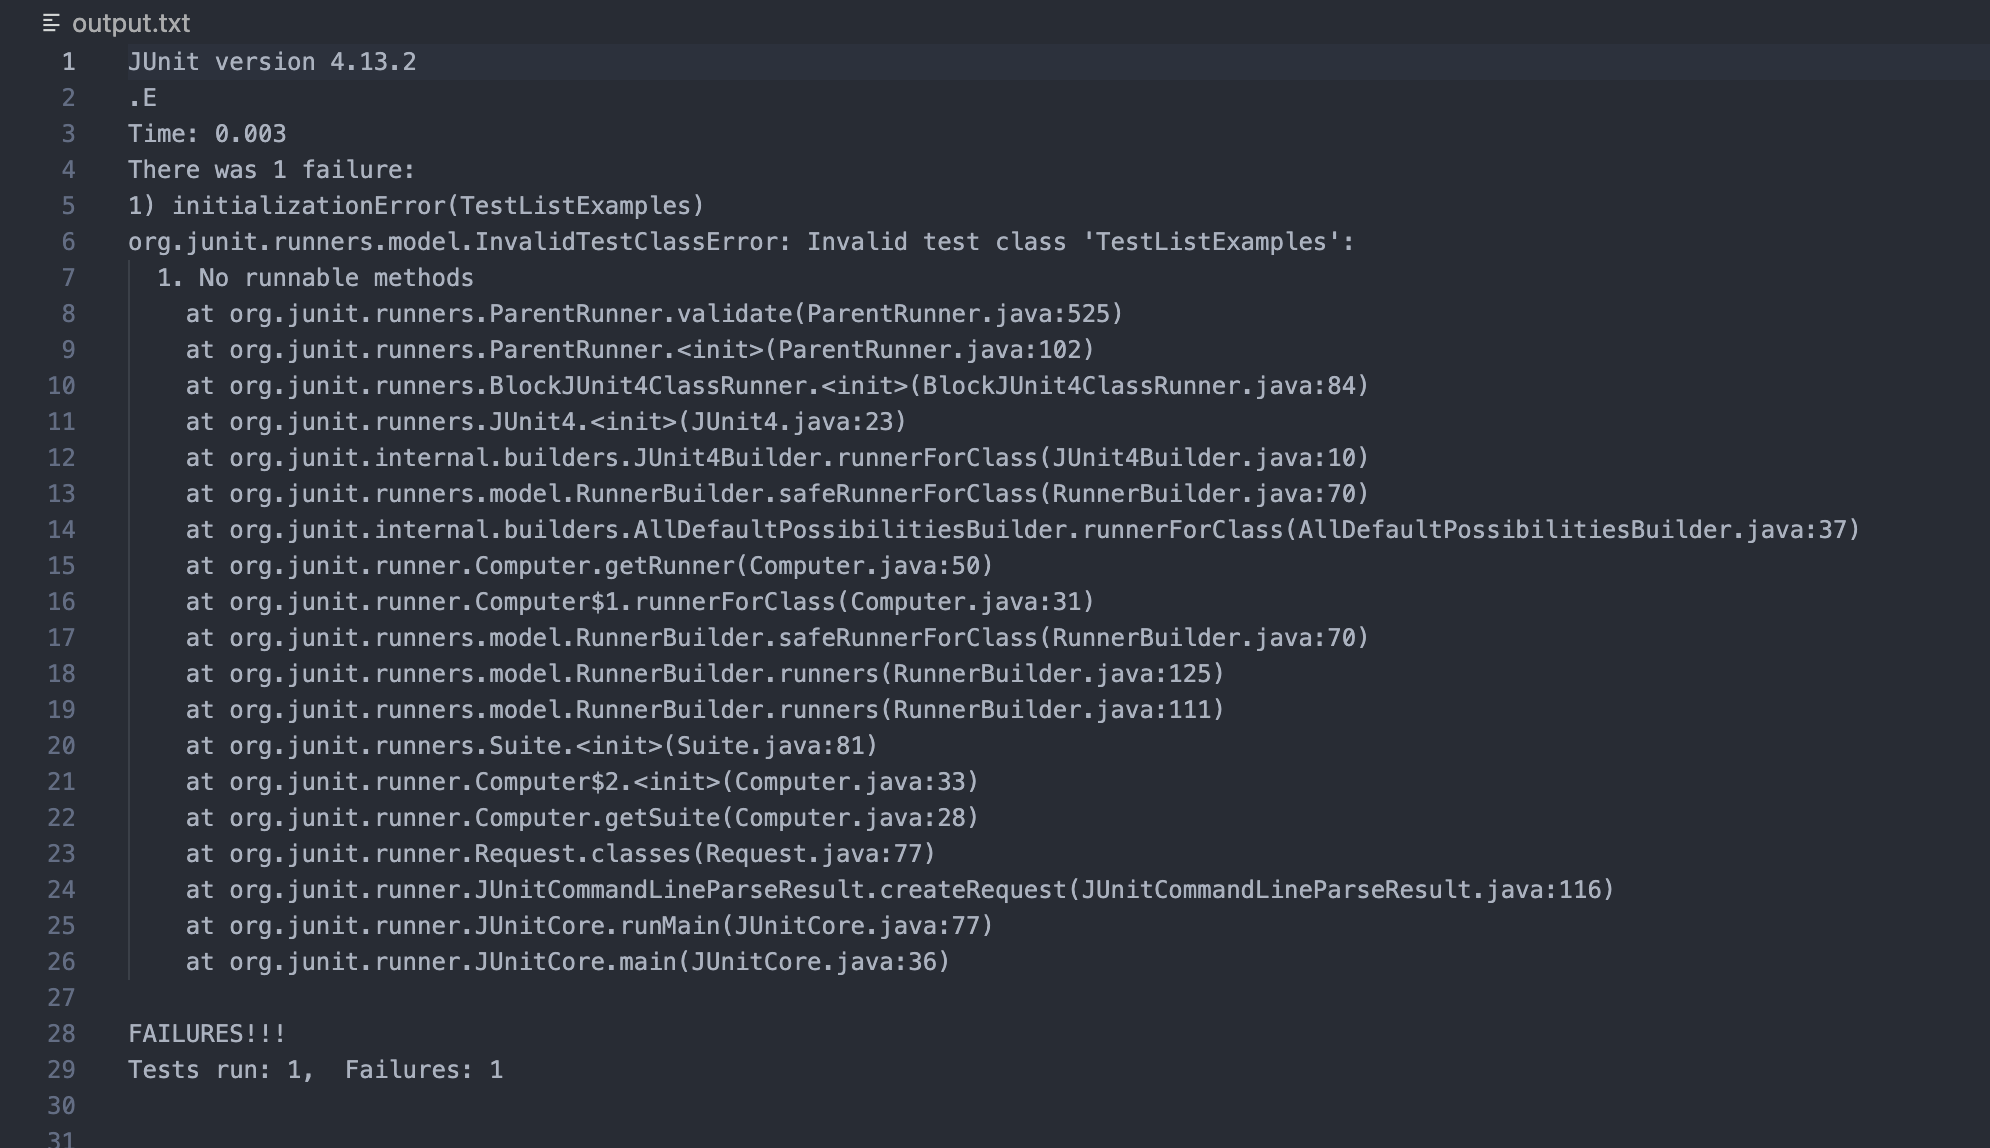 output.txt
1 JUnit version 4.13.2
2 .E
3 Time: 0.003
4 There was 1 failure:
5 1) initializationError(TestListExamples)
6 org.junit.runners.model.InvalidTestClassError: Invalid test class 'TestListExamples':
7 1. No runnable methods
8 at org.junit.runners.ParentRunner.validate(ParentRunner.java:525)
9 at org.junit.runners.ParentRunner.<init>(ParentRunner.java:102)
10 at org.junit.runners.BlockJUnit4ClassRunner.<init>(BlockJUnit4ClassRunner.java:84)
11 at org.junit.runners.JUnit4.<init>(JUnit4.java:23)
12 at org.junit.internal.builders.JUnit4Builder.runnerForClass(JUnit4Builder.java:10)
13 at org.junit.runners.model.RunnerBuilder.safeRunnerForClass(RunnerBuilder.java:70)
14 at org.junit.internal.builders.AllDefaultPossibilitiesBuilder.runnerForClass(AllDefaultPossibilitiesBuilder.java:37)
15 at org.junit.runner.Computer.getRunner(Computer.java:50)
16 at org.junit.runner.Computer$1.runnerForClass(Computer.java:31)
17 at org.junit.runners.model.RunnerBuilder.safeRunnerForClass(RunnerBuilder.java:70)
18 at org.junit.runners.model.RunnerBuilder.runners(RunnerBuilder.java:125)
19 at org.junit.runners.model.RunnerBuilder.runners(RunnerBuilder.java:111)
20 at org.junit.runners.Suite.<init>(Suite.java:81)
21 at org.junit.runner.Computer$2.<init>(Computer.java:33)
22 at org.junit.runner.Computer.getSuite(Computer.java:28)
23 at org.junit.runner.Request.classes(Request.java:77)
24 at org.junit.runner.JUnitCommandLineParseResult.createRequest(JUnitCommandLineParseResult.java:116)
25 at org.junit.runner.JUnitCore.runMain(JUnitCore.java:77)
26 at org.junit.runner.JUnitCore.main(JUnitCore.java:36)
27
28 FAILURES!!!
29 Tests run: 1,  Failures: 1
30
31